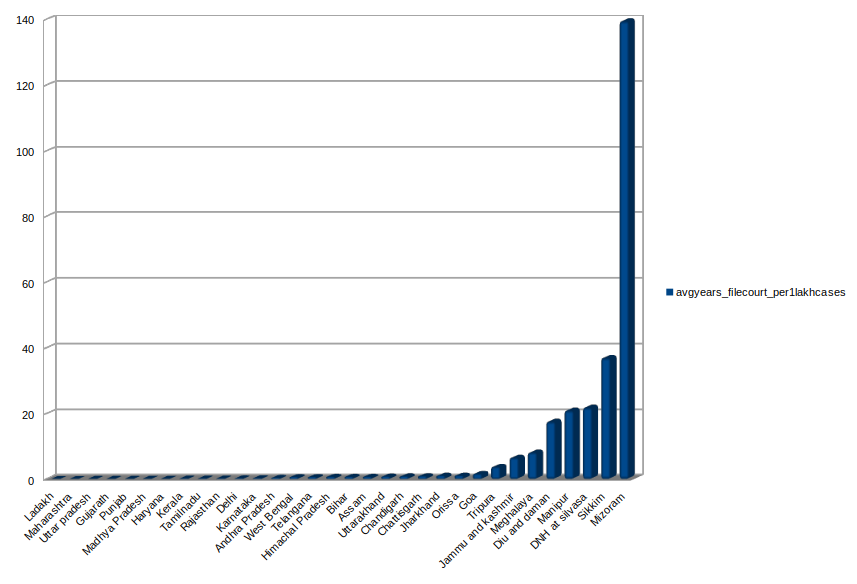 140
120
100
80
60
40
20
0
Ladakh
Maharashtra
Uttar pradesh
Gujarath
Punjab
Madhya Pradesh
Haryana
Kerala
Tamilnadu
Rajasthan
Delhi
Karnataka
Andhra Pradesh
West Bengal
Telangana
Himachal Pradesh
Bihar
Assam
Uttarakhand
Chandigarh
Chattisgarh
Jharkhand
Orissa
Goa
Tripura
Jammu and Kashmir
Meghalaya
Diu and daman
Manipur
DNH at silvasa
Sikkim
Mizoram
avgyears_filecourt_per1lakhcases